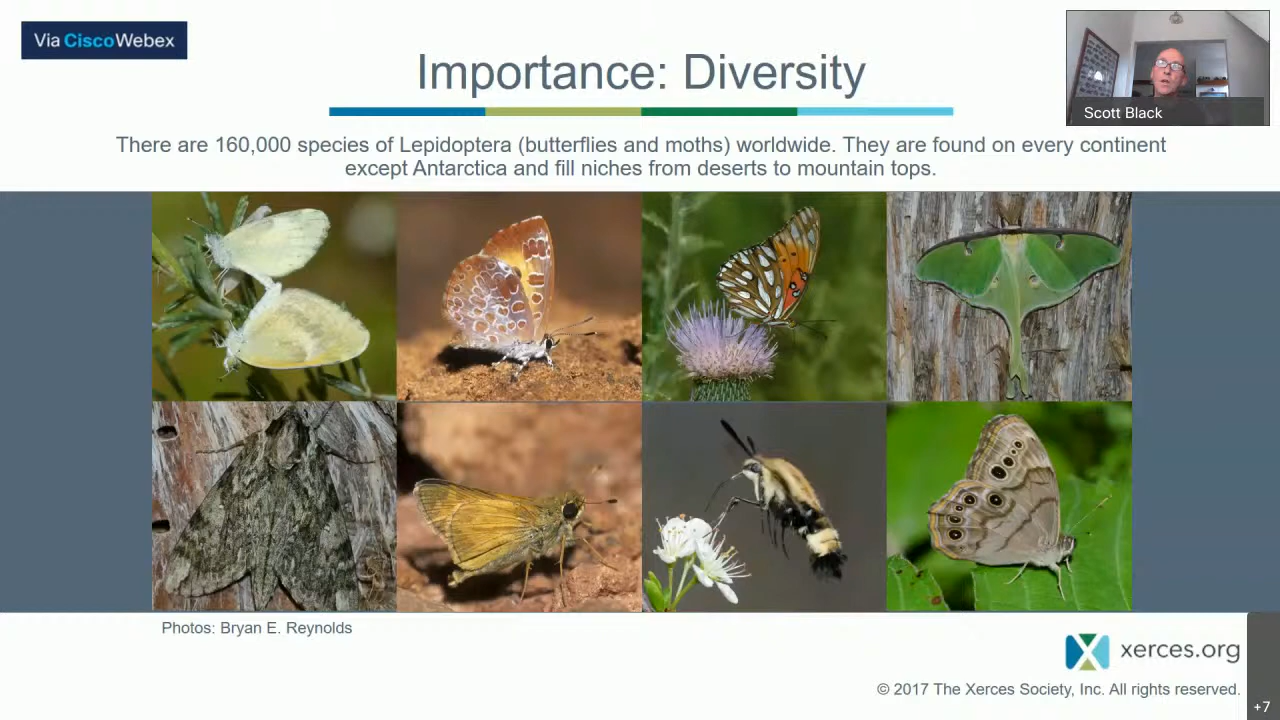 Via CiscoWebex
Importance: Diversity
Scott Black
There are 160,000 species of Lepidoptera (butterflies and moths) worldwide. They are found on every continent
except Antarctica and fill niches from deserts to mountain tops.
Photos: Bryan E. Reynolds
xerces.org
© 2017 The Xerces Society, Inc. All rights reserved.
+7